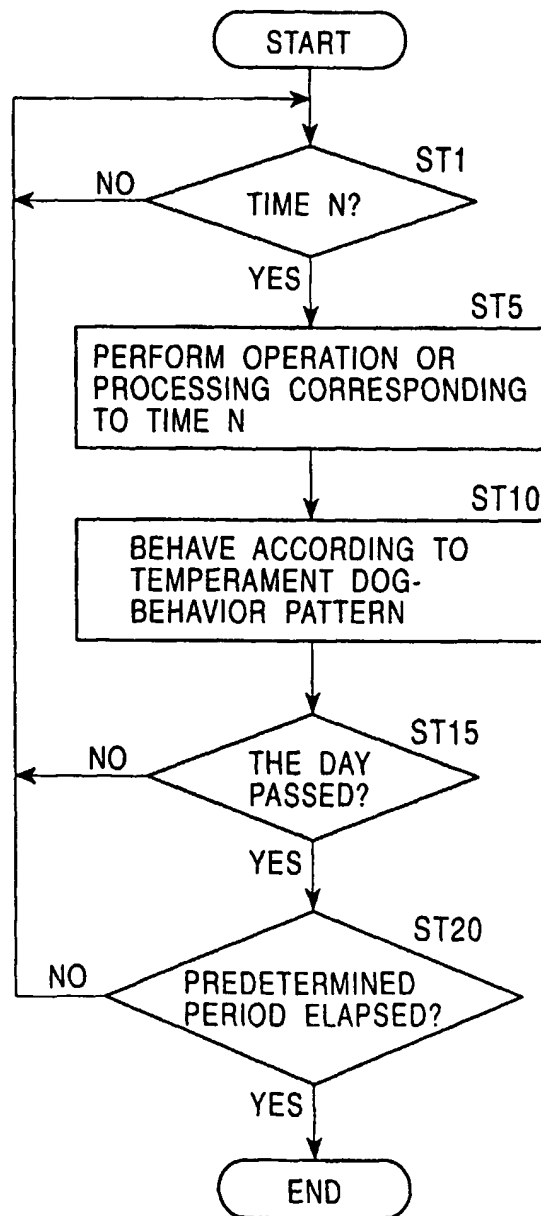 START
ST1
NO
TIME N?
YES
ST5
PERFORM OPERATION OR
PROCESSING CORRESPONDING
TO TIME N
ST10
BEHAVE ACCORDING TO
TEMPERAMENT DOG-
BEHAVIOR PATTERN
ST15
NO
THE DAY
PASSED?
YES
ST20
NO
PREDETERMINED
PERIOD ELAPSED?
YES
END